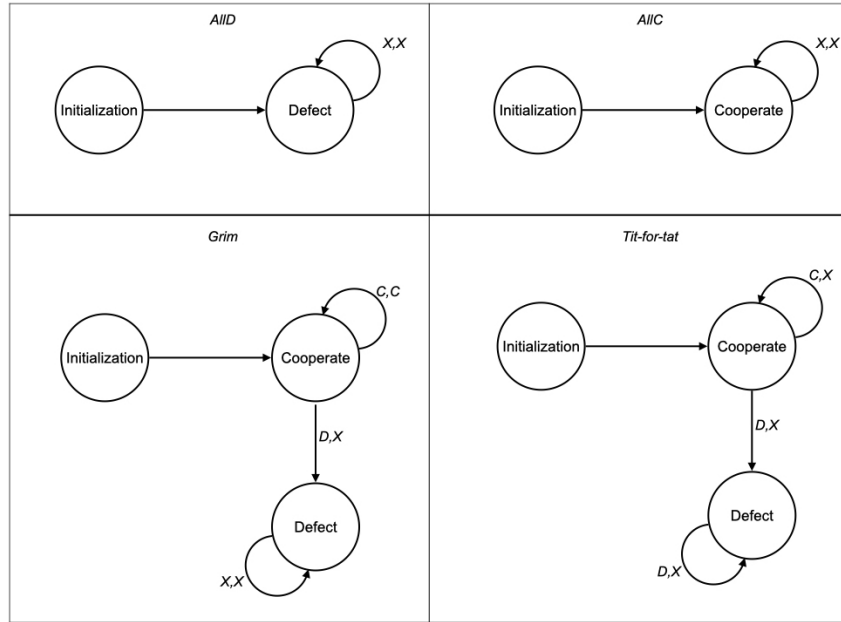 AllD
X,X
Initialization
Defect
AllC
X,X
Initialization
Cooperate
Grim
C,C
Initialization
Cooperate
D,X
Defect
X,X
Tit-for-tat
C,X
Initialization
Cooperate
D,X
Defect
D,X